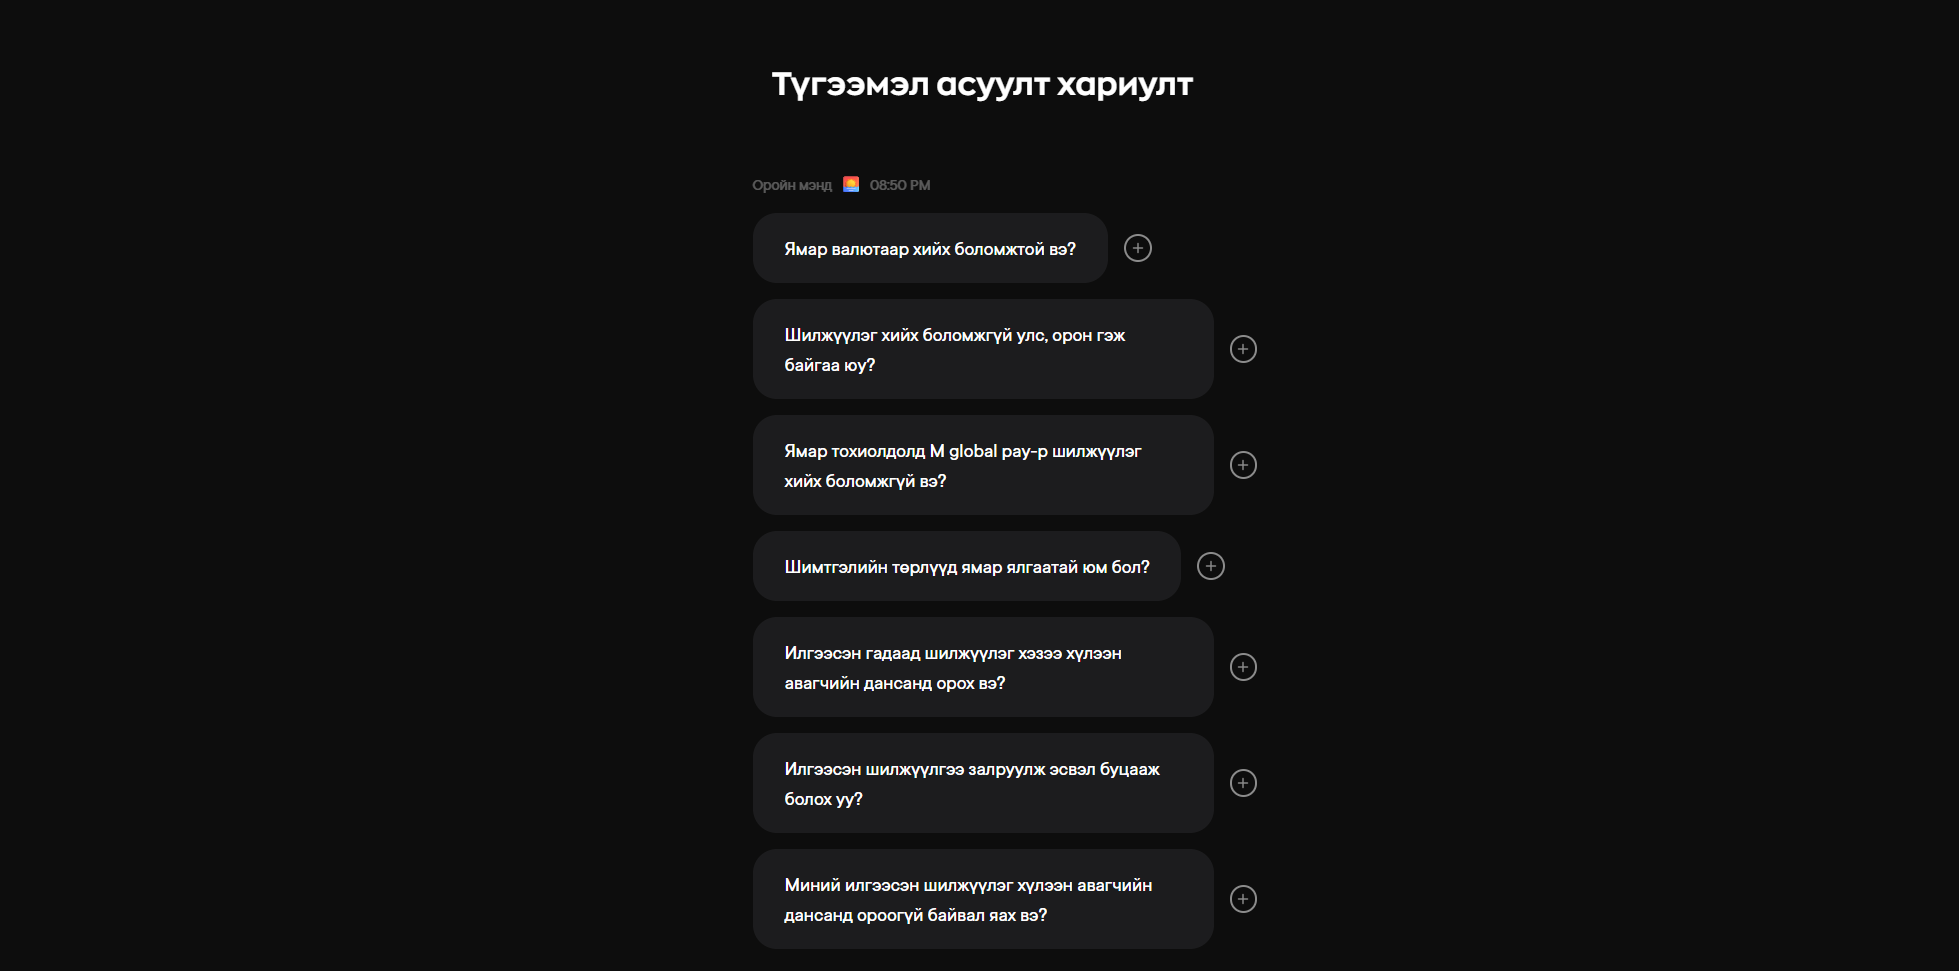 Түгээмэл асуулт хариулт
Оройн мэнд 08:50 PM
Ямар валютаар хийх боломжтой вэ?
Шилжүүлэг хийх боломжгүй улс, орон гэж
байгаа юу?
Ямар тохиолдолд M global pay-р шилжүүлэг
хийх боломжгүй вэ?
Шимтгэлийн төрлүүд ямар ялгаатай юм бол?
Илгээсэн гадаад шилжүүлэг хэзээ хүлээн
авагчийн дансанд орох вэ?
Илгээсэн шилжүүлгээ залруулж эсвэл буцааж
болох уу?
Миний илгээсэн шилжүүлэг хүлээн авагчийн
дансанд ороогүй байвал яах вэ?